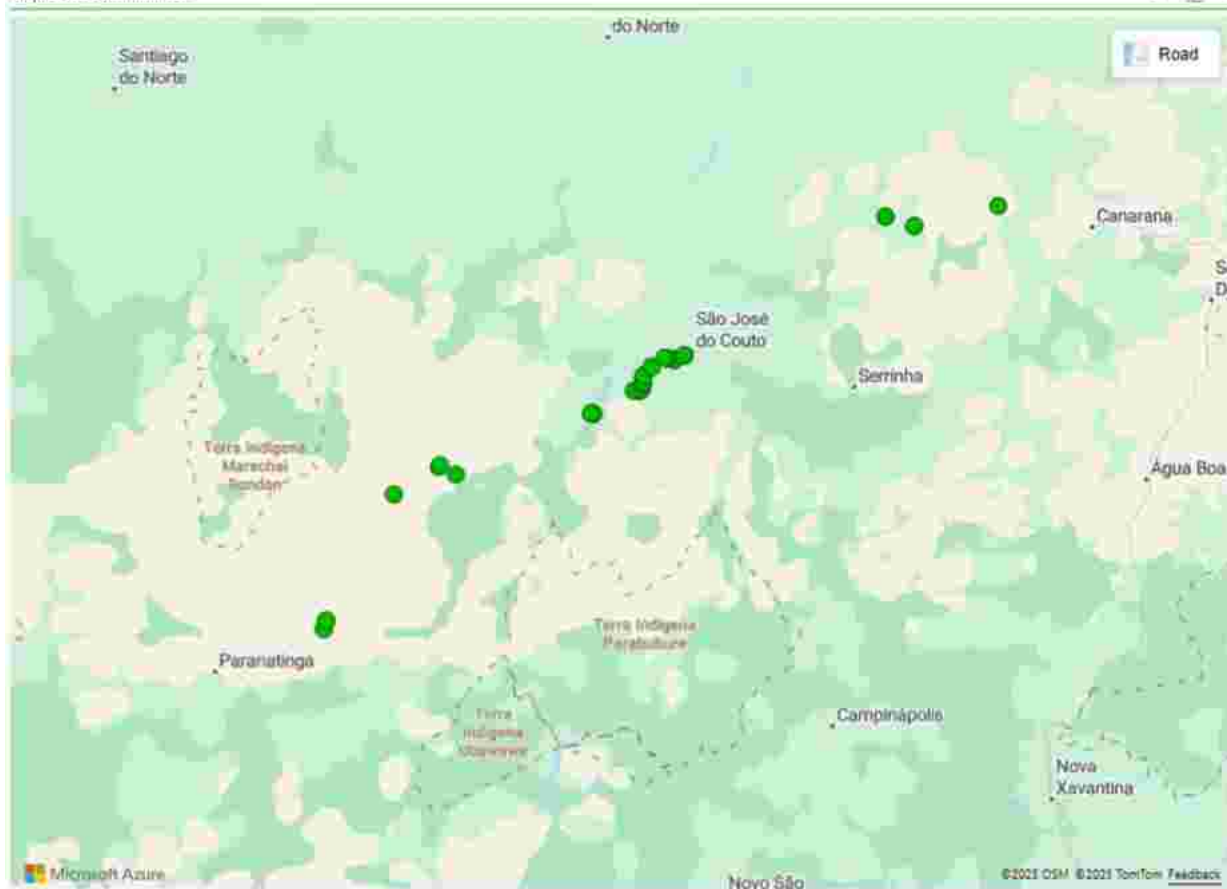 do Norte
Santiago
do Norte
Road
Canarana
São José
do Couto
Serrinha
Terra Indígena
Marechal
Rondon
Água Boa
Terra Indígena
Parabubure
Paranatinga
Terra
Indígena
Campinápolis
Nova
Xavantina
Microsoft Azure
Novo São
©2025 OSM ©2025 TomTom Feedback